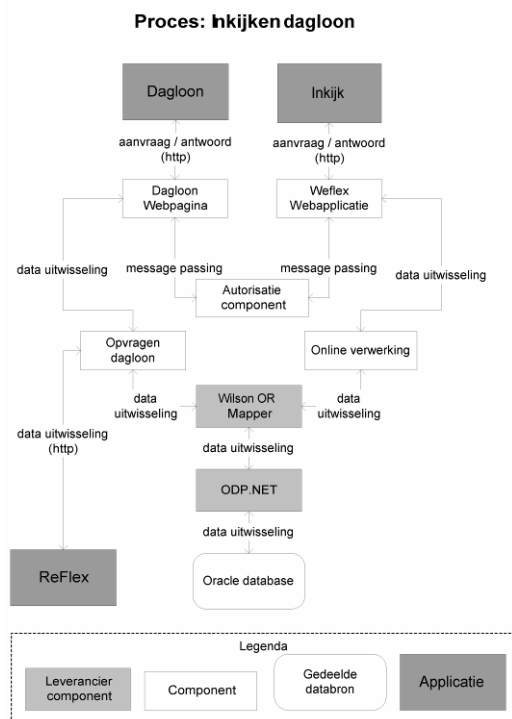 Proces: Inkijken dagloon
Dagloon
Inkijk
aanvraag / antwoord
(http)
aanvraag / antwoord
(http)
Dagloon
Webpagina
Weflex
Webapplicatie
data uitwisseling
message passing
message passing
data uitwisseling
Autorisatie
component
Opvragen
dagloon
Online verwerking
data
uitwisseling
Wilson OR
Mapper
data
uitwisseling
data uitwisseling
(http)
data uitwisseling
ODP.NET
data uitwisseling
ReFlex
Oracle database
Legenda
Leverancier
component
Component
Gedeelde
databron
Applicatie